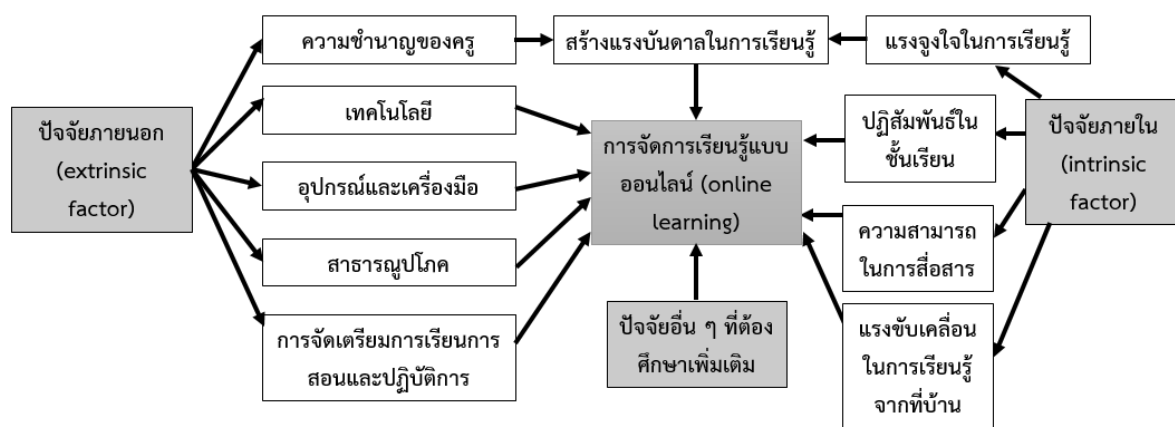 ความชำนาญของครู
สร้างแรงบันดาลในการเรียนรู้
แรงจูงใจในการเรียนรู้
ปัจจัยภายนอก
(extrinsic
factor)
เทคโนโลยี
อุปกรณ์และเครื่องมือ
สาธารณูปโภค
การจัดเตรียมการเรียนการ
สอนและปฏิบัติการ
การจัดการเรียนรู้แบบ
ออนไลน์ (online
learning)
ปัจจัยอื่น ๆ ที่ต้อง
ศึกษาเพิ่มเติม
ปฏิสัมพันธ์ใน
ชั้นเรียน
ความสามารถ
ในการสื่อสาร
แรงขับเคลื่อน
ในการเรียนรู้
จากที่บ้าน
ปัจจัยภายใน
(intrinsic
factor)